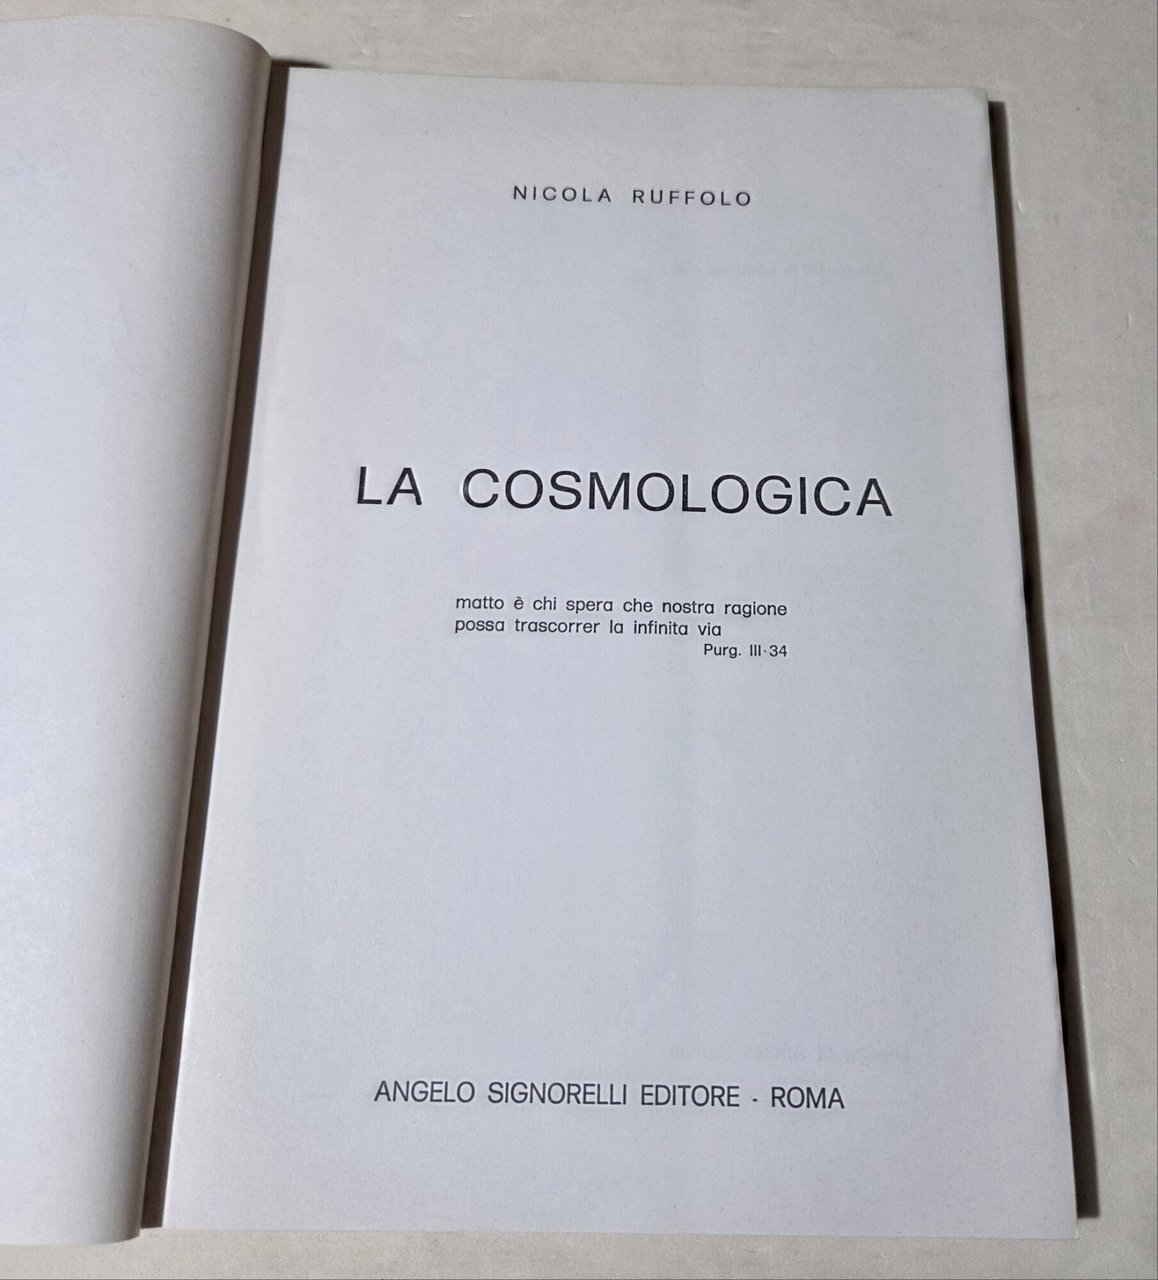 NICOLA RUFFOLO
LA COSMOLOGICA
matto è chi spera che nostra ragione
possa trascorrer la infinita via
Purg. III·34
ANGELO SIGNORELLI EDITORE - ROMA